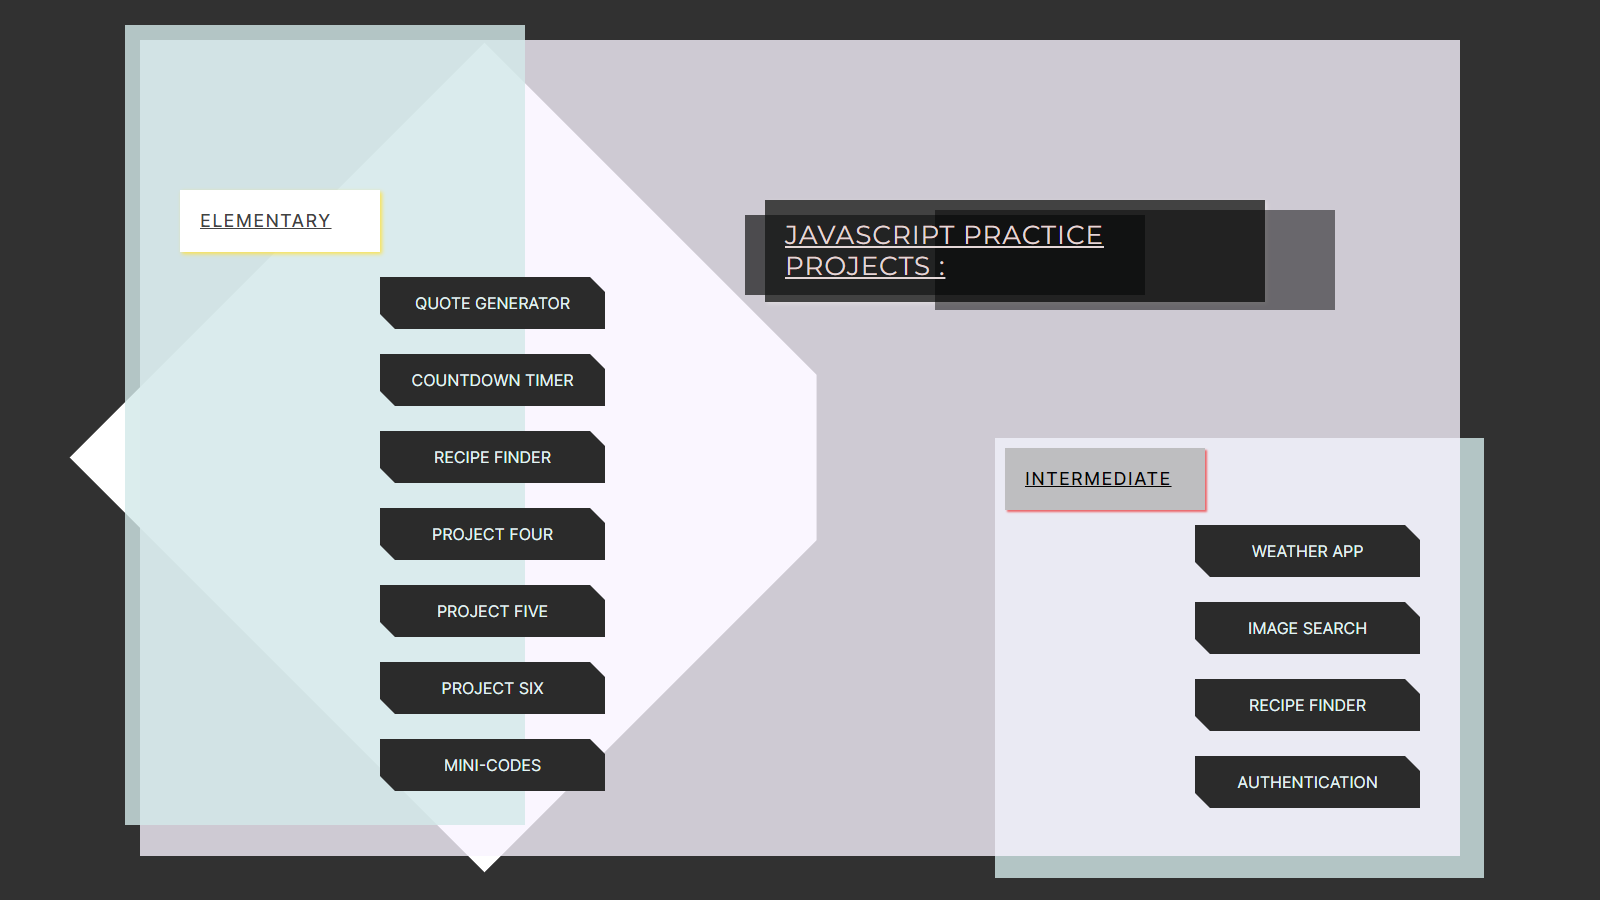 JAVASCRIPT PRACTICE
PROJECTS :
ELEMENTARY
QUOTE GENERATOR
COUNTDOWN TIMER
RECIPE FINDER
PROJECT FOUR
PROJECT FIVE
PROJECT SIX
MINI-CODES
INTERMEDIATE
WEATHER APP
IMAGE SEARCH
RECIPE FINDER
AUTHENTICATION